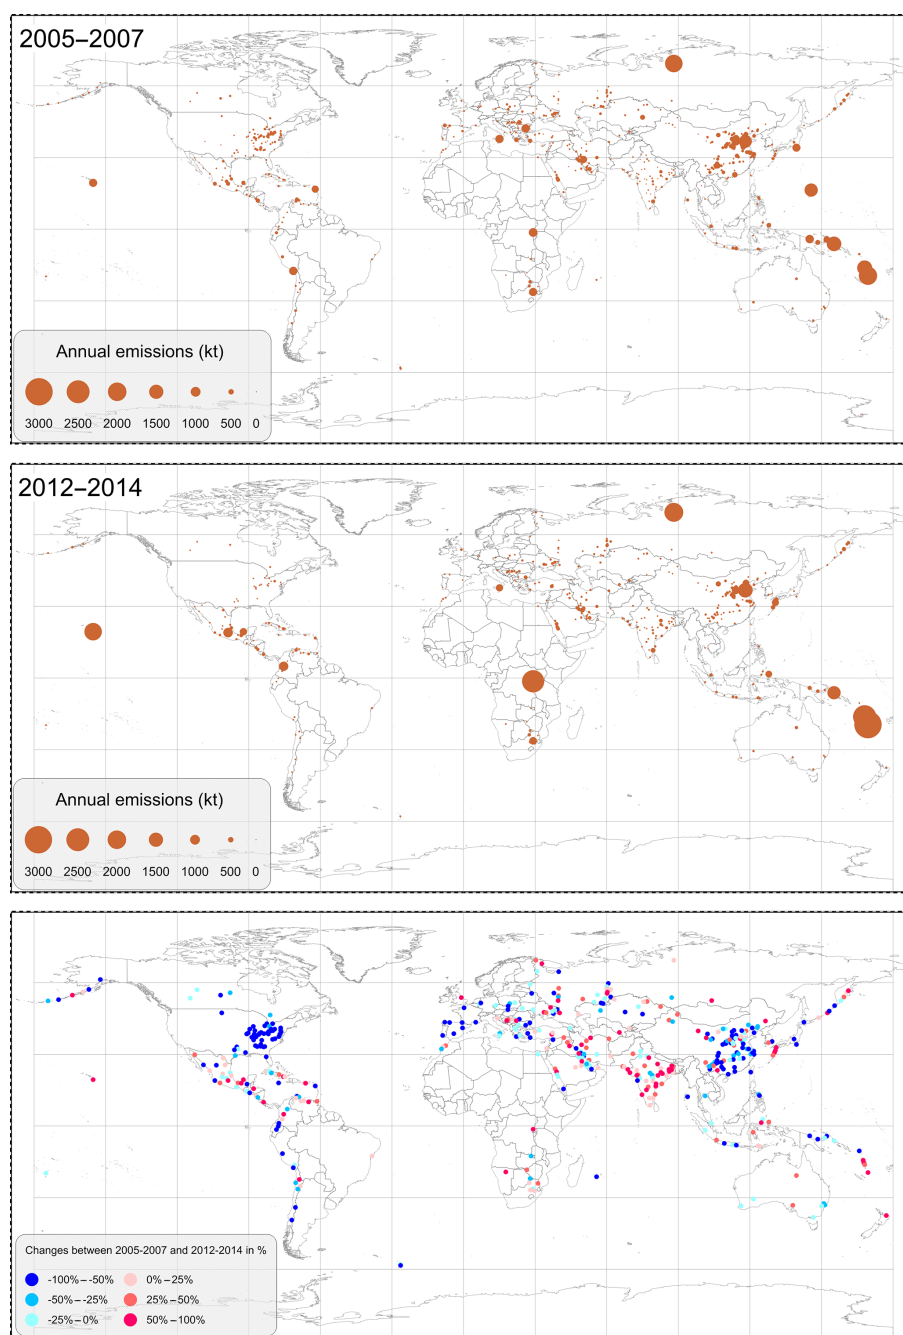 2005–2007
Annual emissions (kt)
3000 2500 2000 1500 1000 500 0
2012–2014
Annual emissions (kt)
3000 2500 2000 1500 1000 500 0
Changes between 2005-2007 and 2012-2014 in %
-100%–-50% 0%–25%
-50%–-25% 25%–50%
-25%–0% 50%–100%